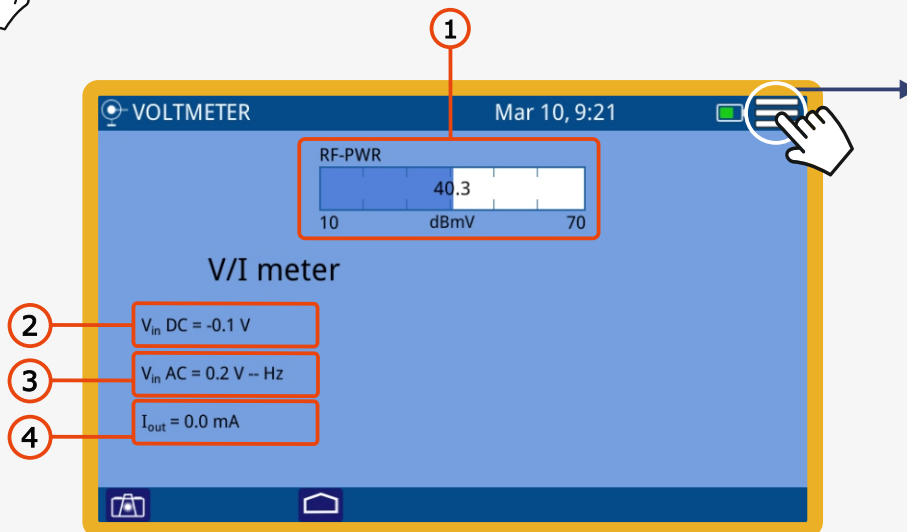 1
VOLTMETER Mar 10, 9:21
RF-PWR
40.3
10 dBmV 70
V/I meter
2
Vin DC = -0.1 V
3
Vin AC = 0.2 V -- Hz
4
Iout = 0.0 mA